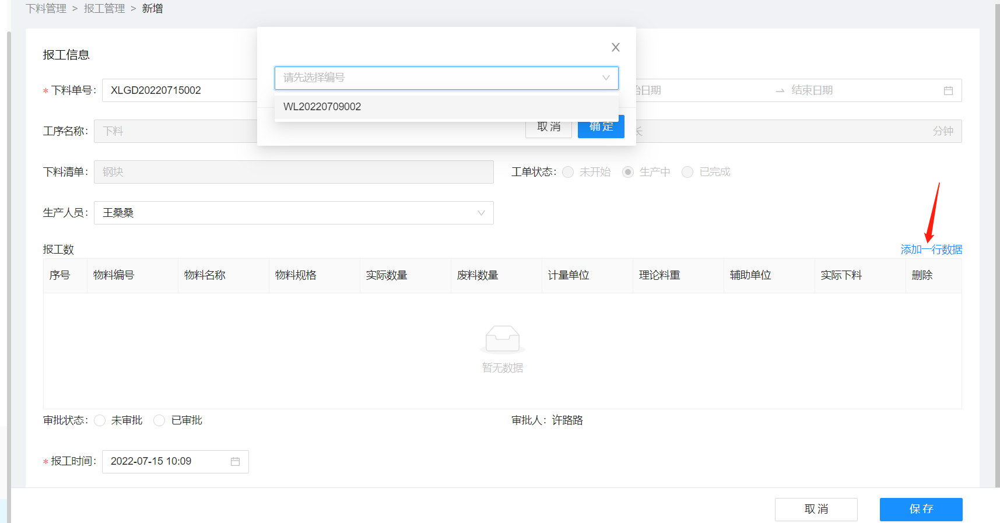 下料管理 > 报工管理 > 新增
报工信息
请先选择编号
* 下料单号: XLGD20220715002
始日期 → 结束日期
WL20220709002
取 消 确 定
工序名称: 下料
长 分钟
下料清单: 钢块
工单状态: 未开始 生产中 已完成
生产人员: 王桑桑
报工数 添加一行数据
序号 物料编号 物料名称 物料规格 实际数量 废料数量 计量单位 理论料重 辅助单位 实际下料 删除
暂无数据
审批状态: 未审批 已审批
审批人: 许路路
* 报工时间: 2022-07-15 10:09
取 消 保 存